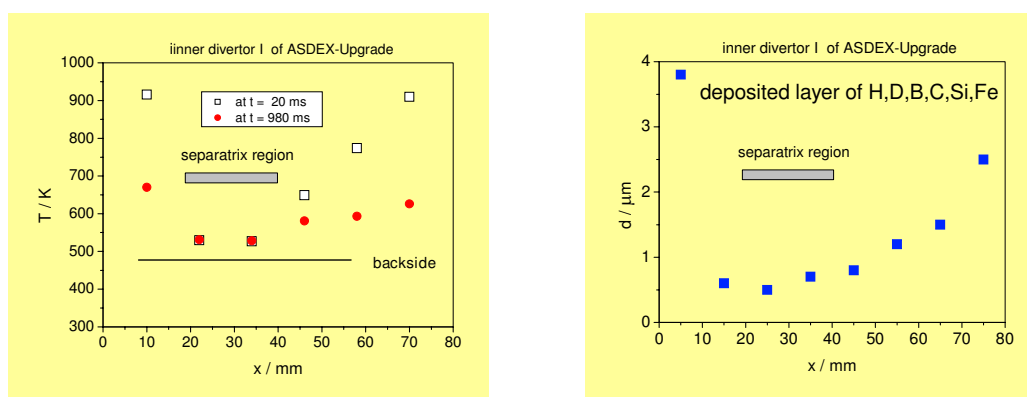 iinner divertor I of ASDEX-Upgrade
1000
900
800
700
600
500
400
300
T / K
at t = 20 ms
at t = 980 ms
separatrix region
backside
0 10 20 30 40 50 60 70 80
x / mm
inner divertor I of ASDEX-Upgrade
4
3
2
1
0
d / μm
deposited layer of H,D,B,C,Si,Fe
separatrix region
0 10 20 30 40 50 60 70 80
x / mm